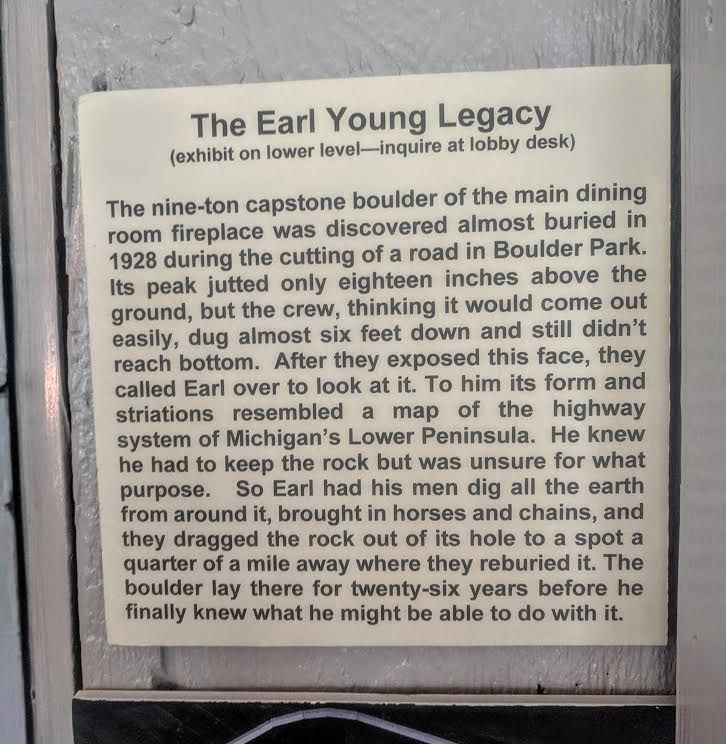 The Earl Young Legacy
(exhibit on lower level—inquire at lobby desk)
The nine-ton capstone boulder of the main dining
room fireplace was discovered almost buried in
1928 during the cutting of a road in Boulder Park.
Its peak jutted only eighteen inches above the
ground, but the crew, thinking it would come out
easily, dug almost six feet down and still didn't
reach bottom. After they exposed this face, they
called Earl over to look at it. To him its form and
striations resembled a map of the highway
system of Michigan's Lower Peninsula. He knew
he had to keep the rock but was unsure for what
purpose. So Earl had his men dig all the earth
from around it, brought in horses and chains, and
they dragged the rock out of its hole to a spot a
quarter of a mile away where they reburied it. The
boulder lay there for twenty-six years before he
finally knew what he might be able to do with it.